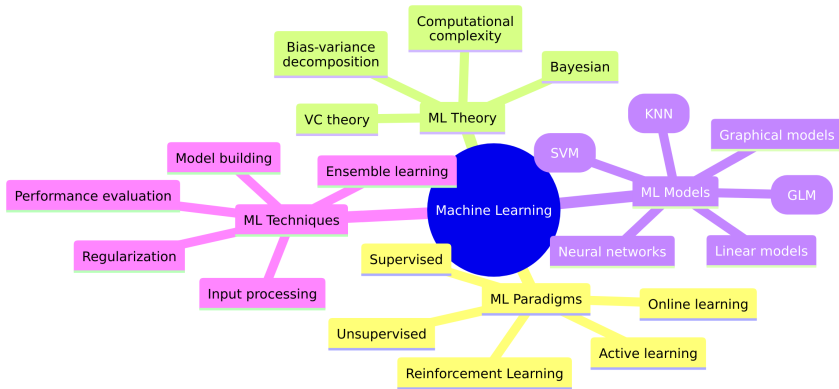 Computational
complexity
Bias-variance
decomposition
Bayesian
VC theory
ML Theory
KNN
Graphical models
SVM
ML Models
GLM
Neural networks
Linear models
Model building
Ensemble learning
Performance evaluation
ML Techniques
Regularization
Input processing
Machine Learning
Supervised
ML Paradigms
Online learning
Unsupervised
Active learning
Reinforcement Learning